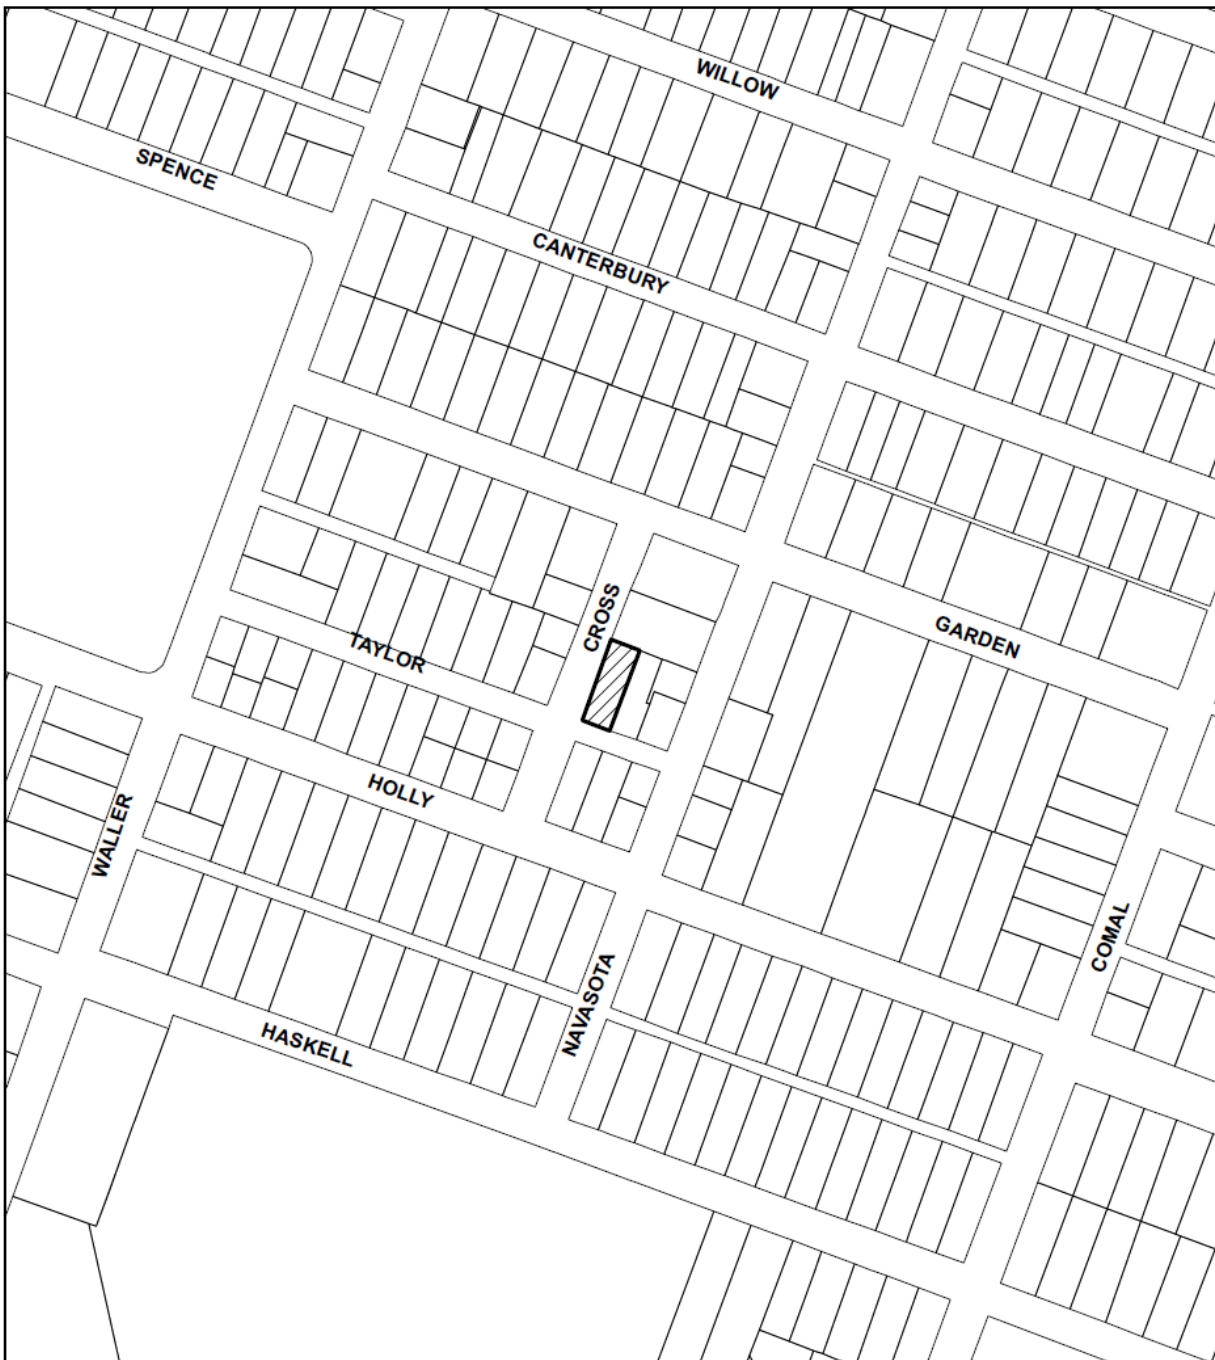 WILLOW
SPENCE
CANTERBURY
CROSS
GARDEN
TAYLOR
HOLLY
WALLER
COMAL
NAVASOTA
HASKELL